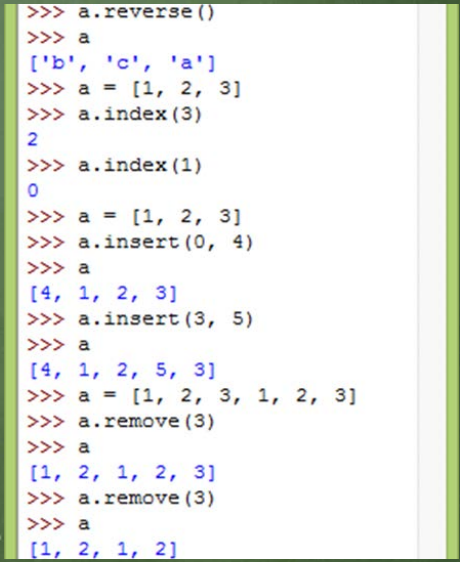 >>> a.reverse()
>>> a
['b', 'c', 'a']
>>> a = [1, 2, 3]
>>> a.index(3)
2
>>> a.index(1)
0
>>> a = [1, 2, 3]
>>> a.insert(0, 4)
>>> a
[4, 1, 2, 3]
>>> a.insert(3, 5)
>>> a
[4, 1, 2, 5, 3]
>>> a = [1, 2, 3, 1, 2, 3]
>>> a.remove(3)
>>> a
[1, 2, 1, 2, 3]
>>> a.remove(3)
>>> a
[1, 2, 1, 2]